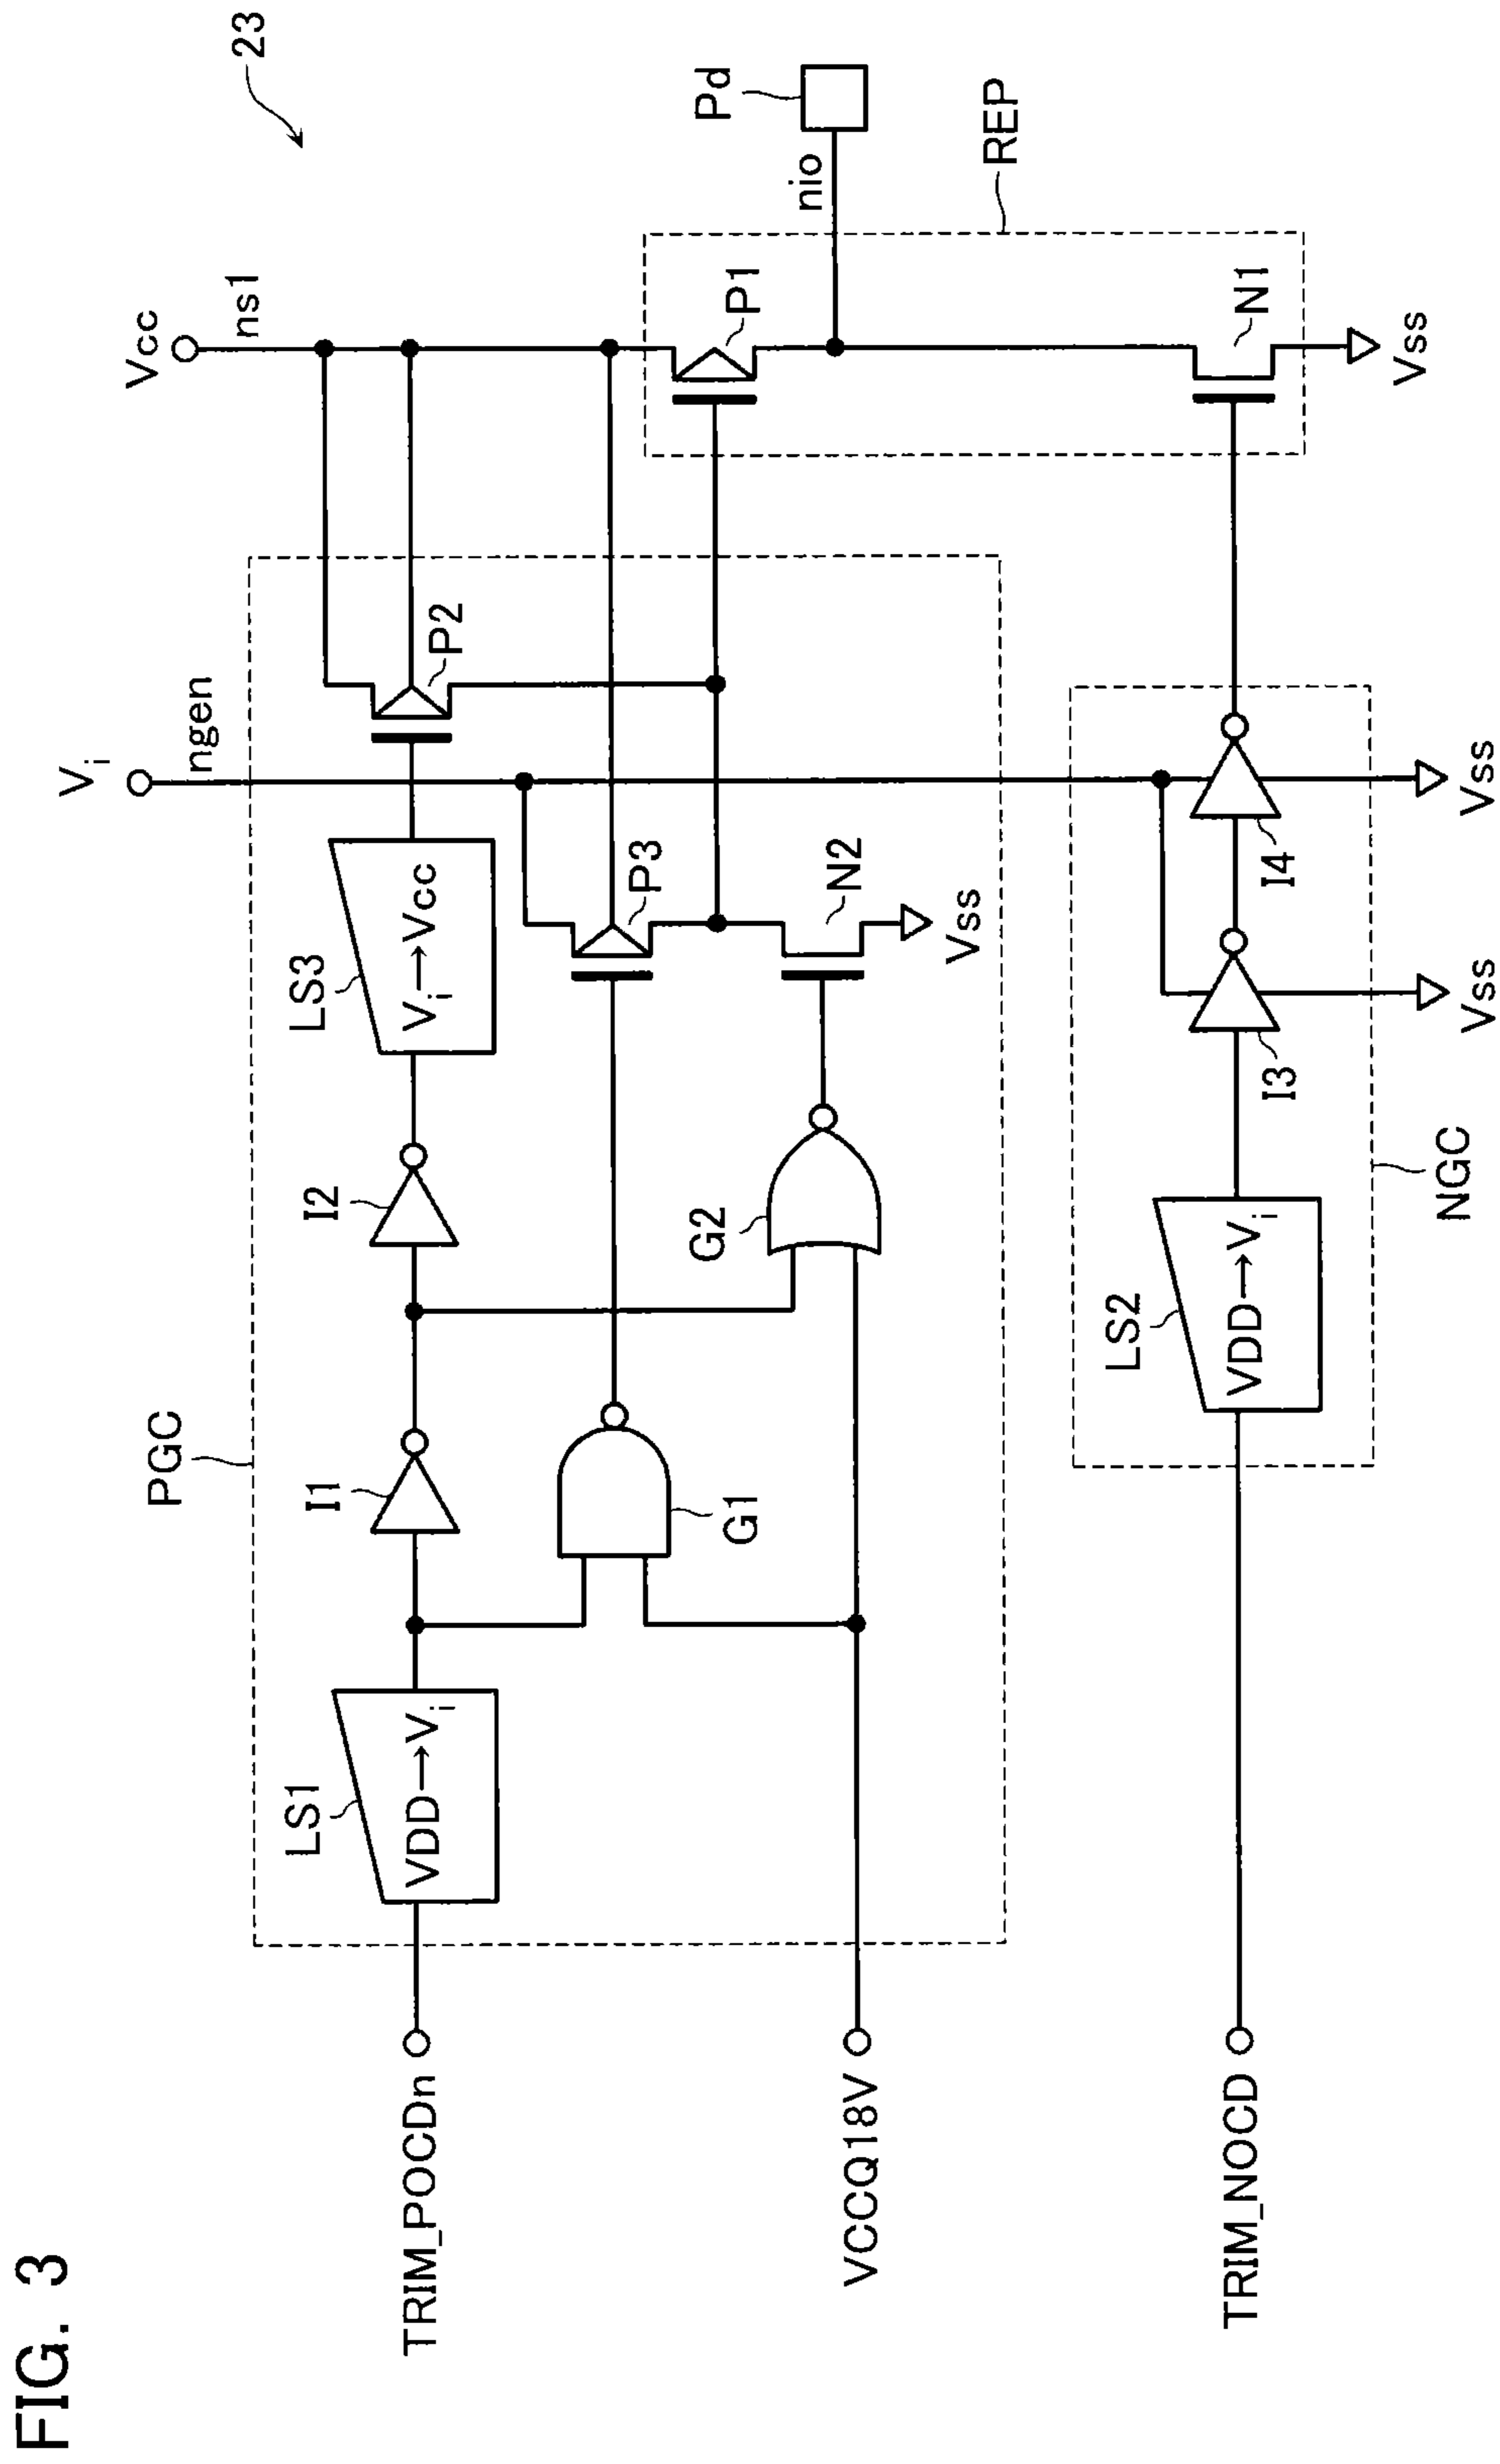 FIG. 3
23
Vcc
ns1
Vi
ngen
PGC
LS1
VDD→Vi
I1
I2
LS3
Vi→Vcc
P2
TRIM_POCDn
G1
P3
P1
nio
Pd
G2
N2
Vss
VCCQ18V
REP
LS2
VDD→Vi
I3
I4
N1
TRIM_NOCD
NGC
Vss
Vss
Vss